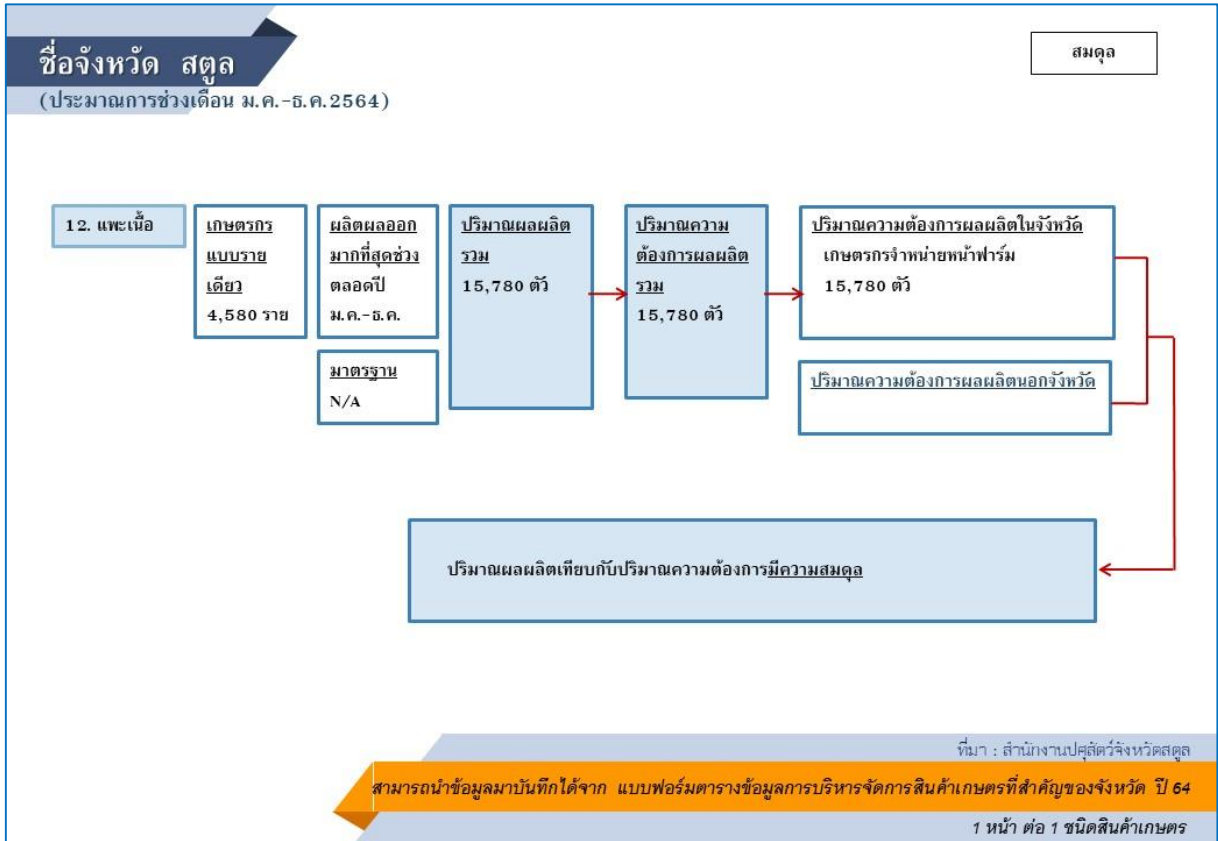 ชื่อจังหวัด สตูล
(ประมาณการช่วงเดือน ม.ค.-ธ.ค.2564)
สมดุล
12. แพะเนื้อ
เกษตรกร
แบบราย
เดียว
4,580 ราย
ผลิตผลออก
มากที่สุดช่วง
ตลอดปี
ม.ค.-ธ.ค.
มาตรฐาน
N/A
ปริมาณผลผลิต
รวม
15,780 ตัว
ปริมาณความ
ต้องการผลผลิต
รวม
15,780 ตัว
ปริมาณความต้องการผลผลิตในจังหวัด
เกษตรกรจำหน่ายหน้าฟาร์ม
15,780 ตัว
ปริมาณความต้องการผลผลิตนอกจังหวัด
ปริมาณผลผลิตเทียบกับปริมาณความต้องการมีความสมดุล
ที่มา : สำนักงานปศุสัตว์จังหวัดสตูล
สามารถนำข้อมูลมาบันทึกได้จาก แบบฟอร์มตารางข้อมูลการบริหารจัดการสินค้าเกษตรที่สำคัญของจังหวัด ปี 64
1 หน้า ต่อ 1 ชนิดสินค้าเกษตร